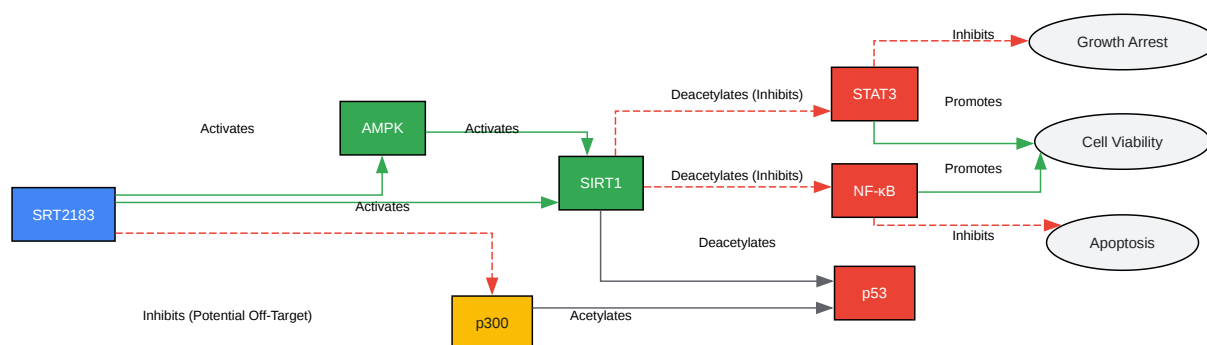 Inhibits
Growth Arrest
Deacetylates (Inhibits)
STAT3
Promotes
Activates
AMPK
Activates
Cell Viability
SIRT1
Deacetylates (Inhibits)
NF-κB
Promotes
SRT2183
Activates
Inhibits
Apoptosis
Deacetylates
p53
Inhibits (Potential Off-Target)
p300
Acetylates